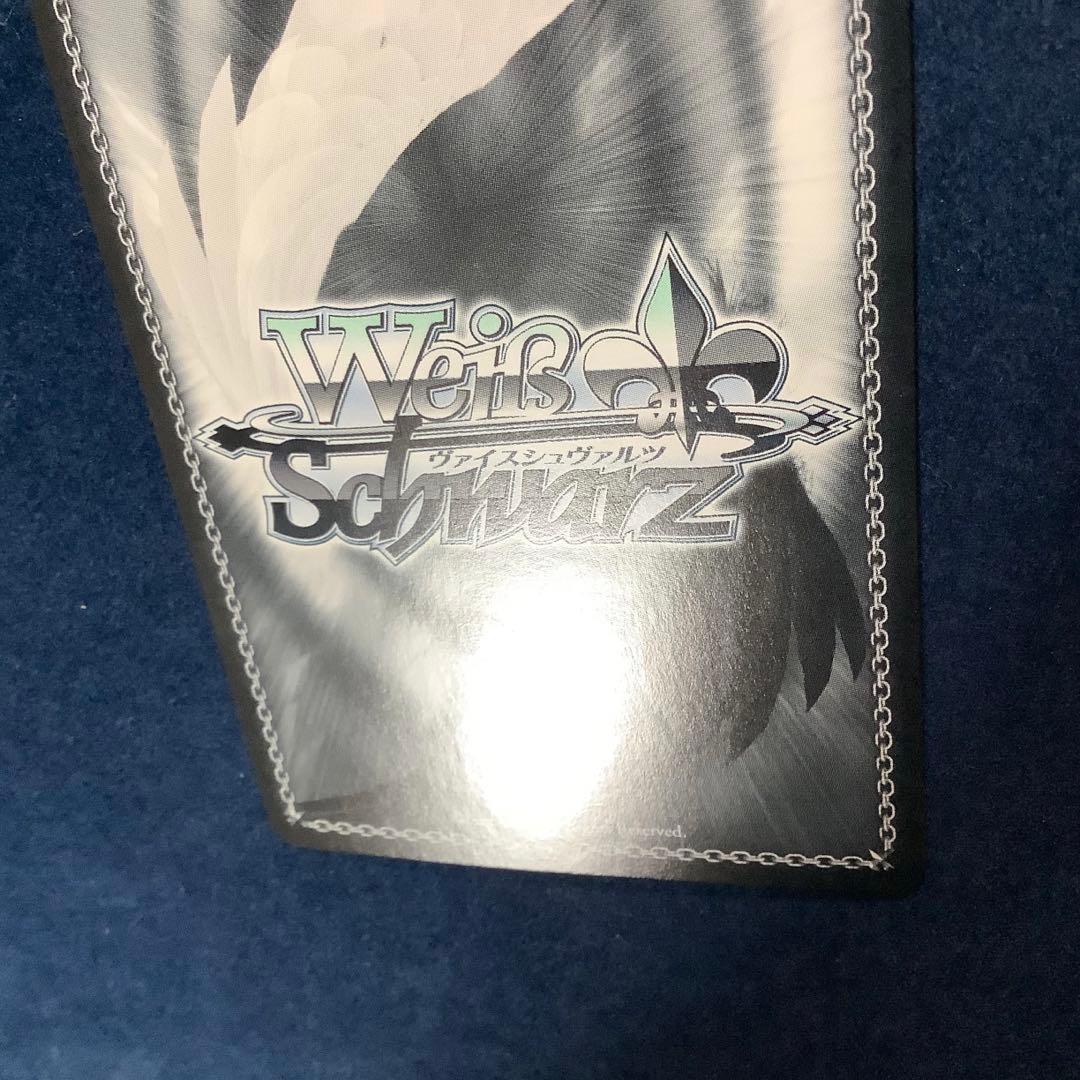 Weiß
Schwarz
ヴァイスシュヴァルツ
Reserved.